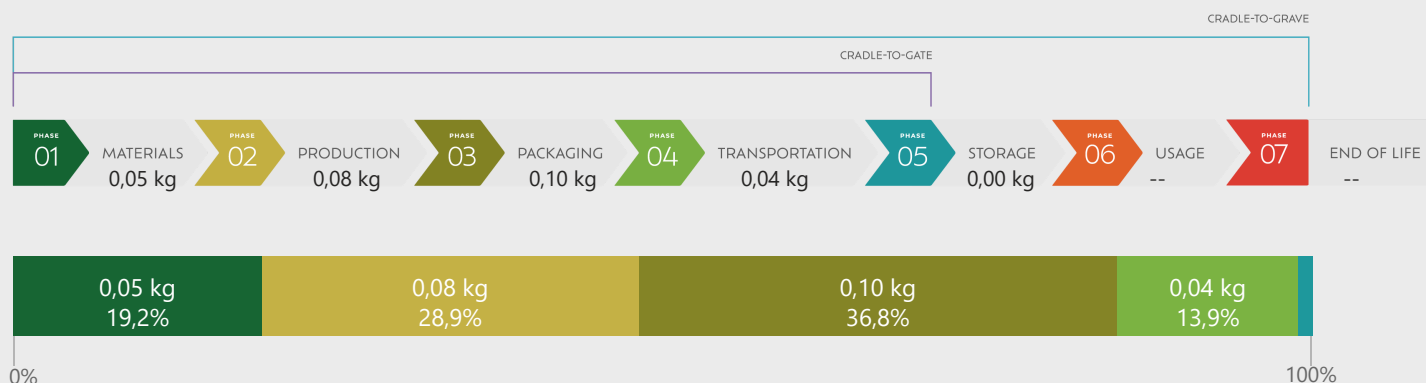 CRADLE-TO-GRAVE
CRADLE-TO-GATE
PHASE
01
MATERIALS
0,05 kg
PHASE
02
PRODUCTION
0,08 kg
PHASE
03
PACKAGING
0,10 kg
PHASE
04
TRANSPORTATION
0,04 kg
PHASE
05
STORAGE
0,00 kg
PHASE
06
USAGE
--
PHASE
07
END OF LIFE
--
0,05 kg
19,2%
0,08 kg
28,9%
0,10 kg
36,8%
0,04 kg
13,9%
0%
100%